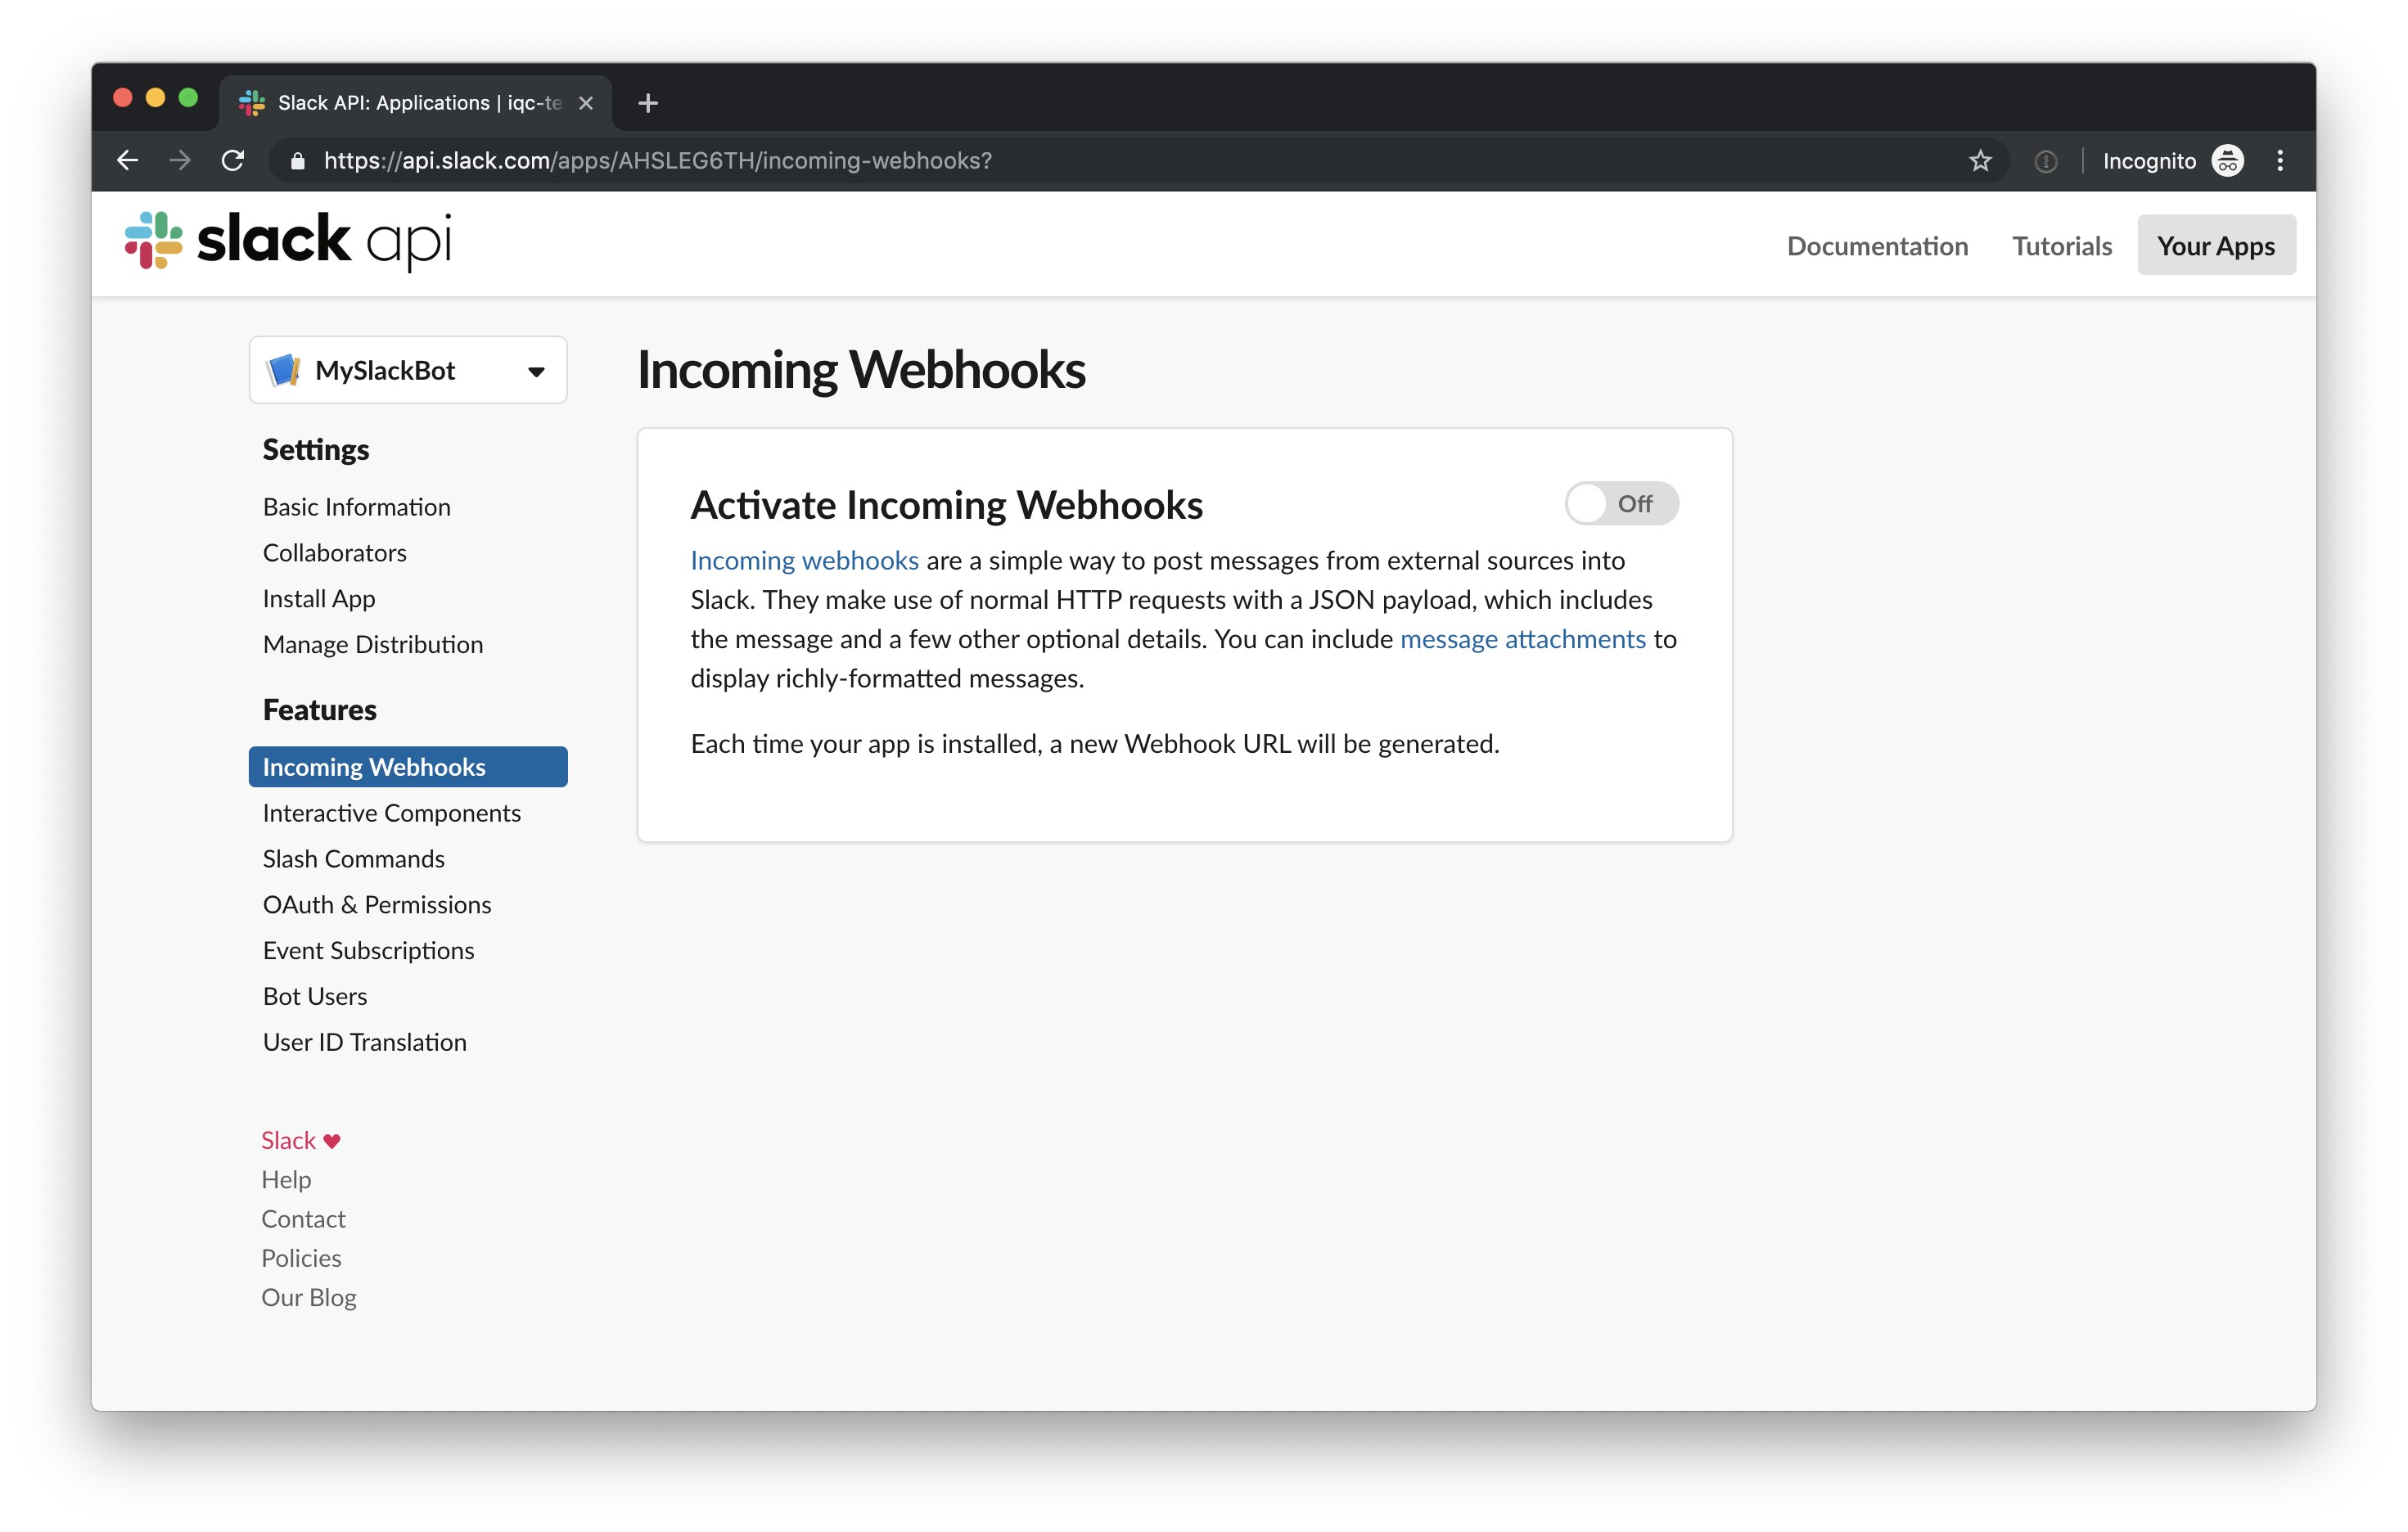 Slack API: Applications | iqc-te
https://api.slack.com/apps/AHSLEG6TH/incoming-webhooks?
Incognito
slack api
Documentation
Tutorials
Your Apps
MySlackBot
Settings
Basic Information
Collaborators
Install App
Manage Distribution
Features
Incoming Webhooks
Interactive Components
Slash Commands
OAuth & Permissions
Event Subscriptions
Bot Users
User ID Translation
Slack ♥
Help
Contact
Policies
Our Blog
Incoming Webhooks
Activate Incoming Webhooks
Off
Incoming webhooks are a simple way to post messages from external sources into
Slack. They make use of normal HTTP requests with a JSON payload, which includes
the message and a few other optional details. You can include message attachments to
display richly-formatted messages.
Each time your app is installed, a new Webhook URL will be generated.